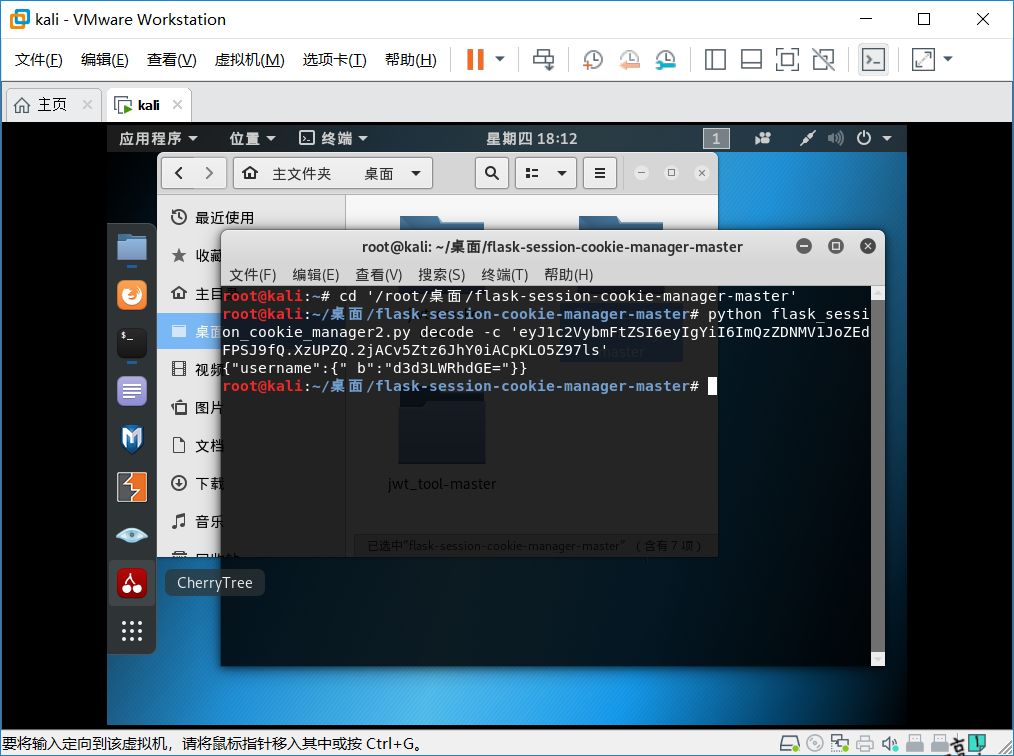 kali - VMware Workstation
文件(F) 编辑(E) 查看(V) 虚拟机(M) 选项卡(T) 帮助(H)
主页 kali
应用程序 位置 终端 星期四 18:12 1
主文件夹 桌面
最近使用
收藏
主目
桌面
视频
图片
文档
下载
音乐
root@kali: ~/桌面/flask-session-cookie-manager-master
文件(F) 编辑(E) 查看(V) 搜索(S) 终端(T) 帮助(H)
root@kali:~# cd '/root/桌面/flask-session-cookie-manager-master'
root@kali:~/桌面/flask-session-cookie-manager-master# python flask_sessi
on_cookie_manager2.py decode -c 'eyJ1c2VybmFtZSI6eyIgYiI6ImQzZDNMV1JoZEd
FPSJ9fQ.XzUPZQ.2jACv5Ztz6JhY0iACpKLO5Z97ls'
{"username":{" b":"d3d3LWRhdGE="}}
root@kali:~/桌面/flask-session-cookie-manager-master#
master
jwt_tool-master
已选中"flask-session-cookie-manager-master" （含有 7 项）
CherryTree
要将输入定向到该虚拟机，请将鼠标指针移入其中或按 Ctrl+G。